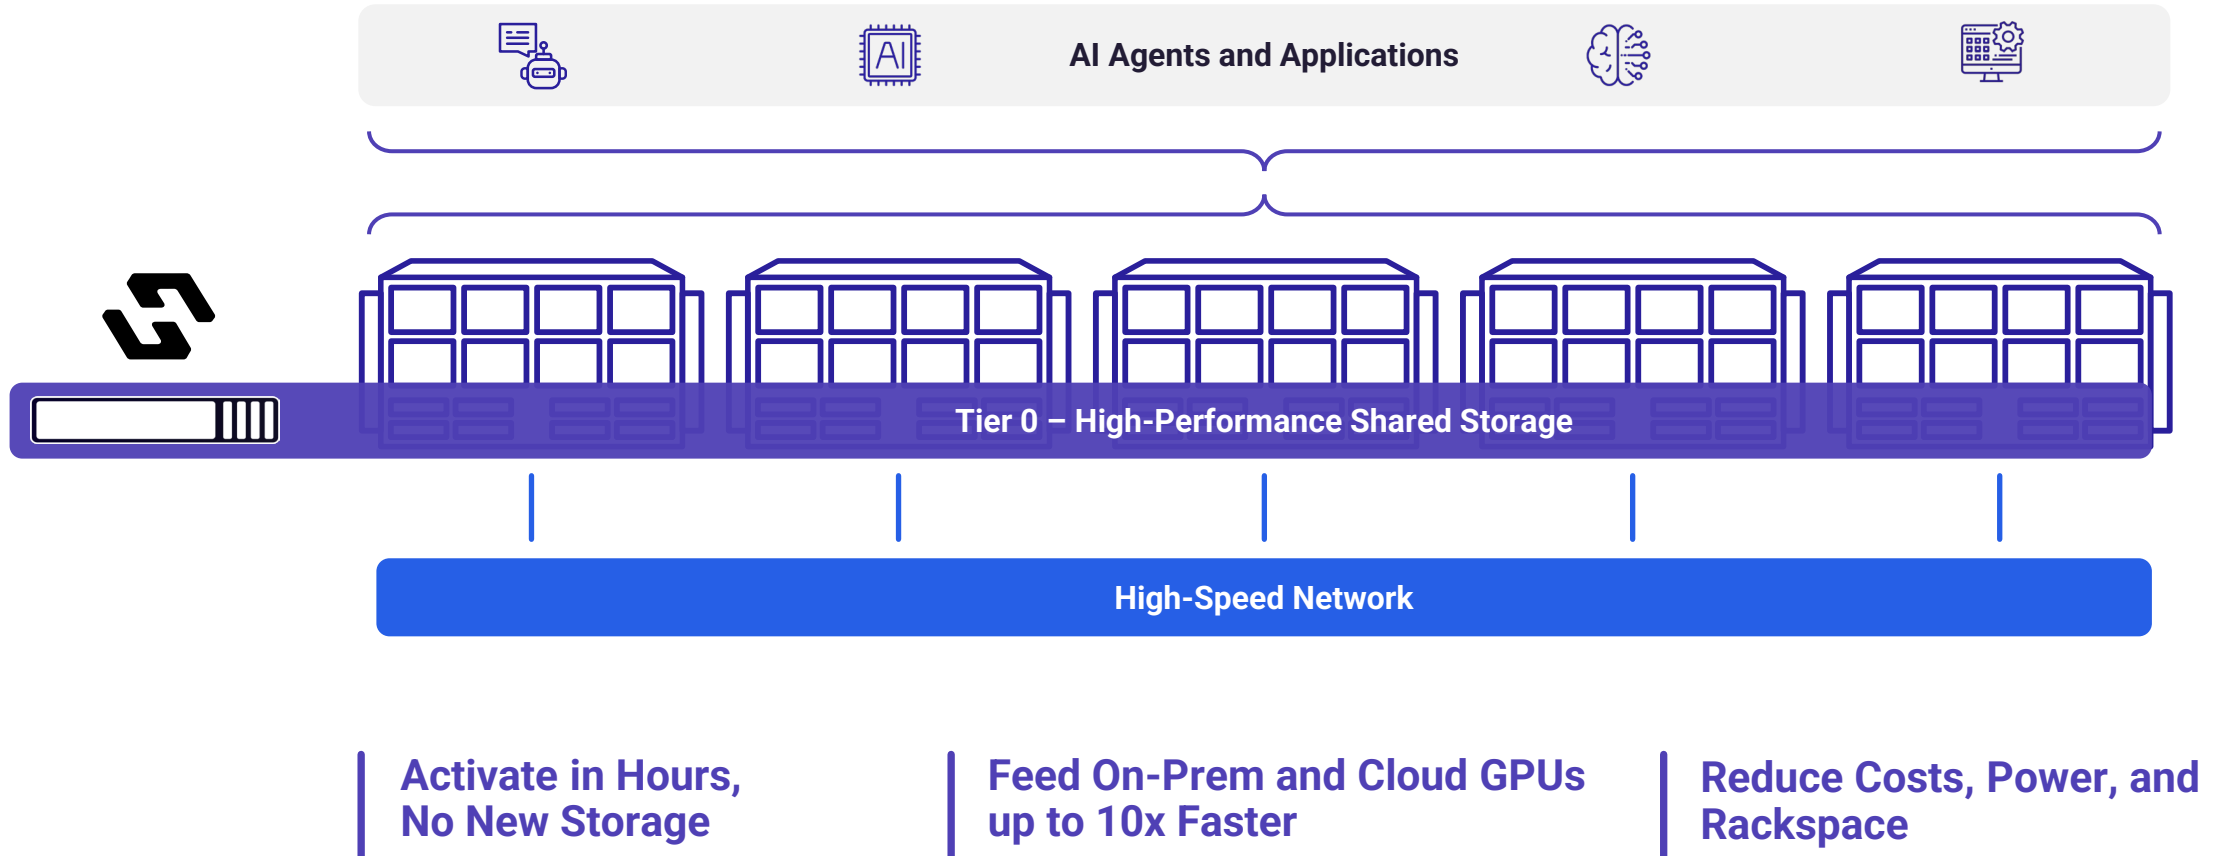 AI
AI Agents and Applications
Tier 0 – High-Performance Shared Storage
High-Speed Network
Activate in Hours,
No New Storage
Feed On-Prem and Cloud GPUs
up to 10x Faster
Reduce Costs, Power, and
Rackspace